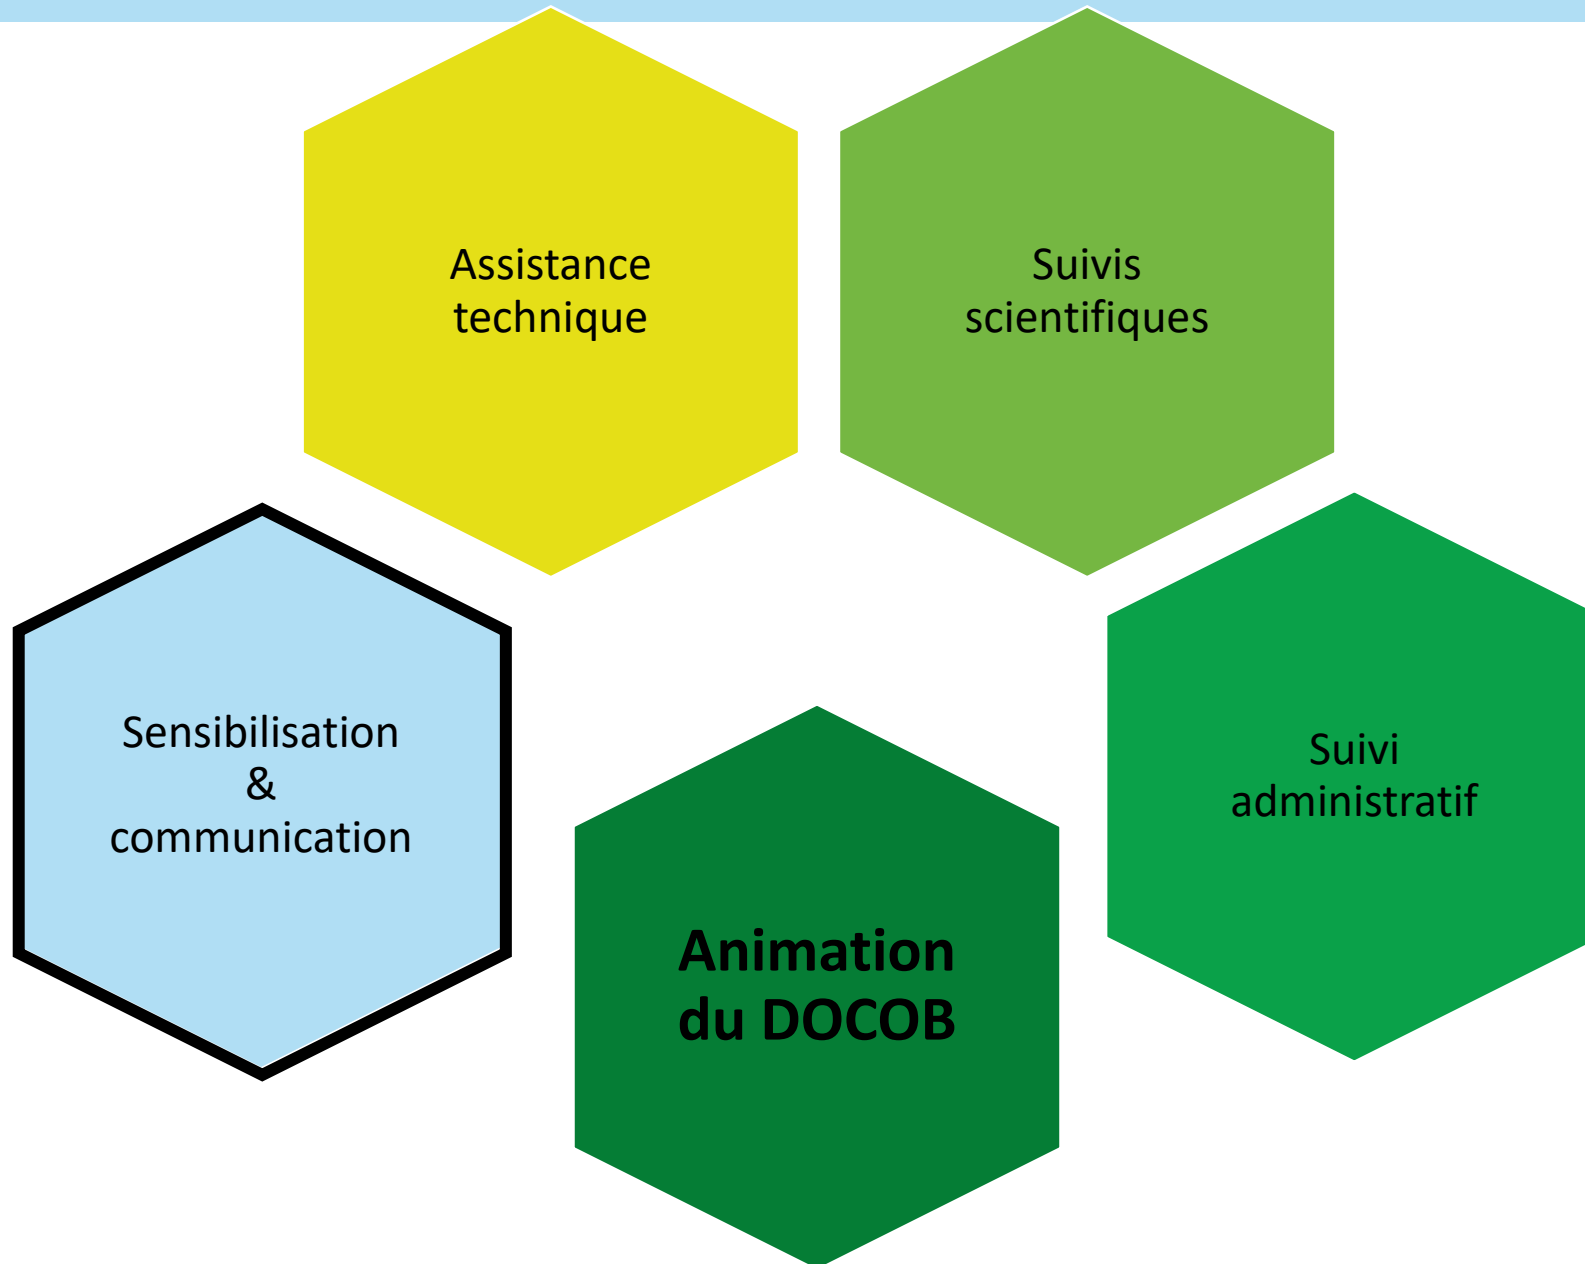 Assistance
technique
Suivis
scientifiques
Sensibilisation
&
communication
Suivi
administratif
Animation
du DOCOB